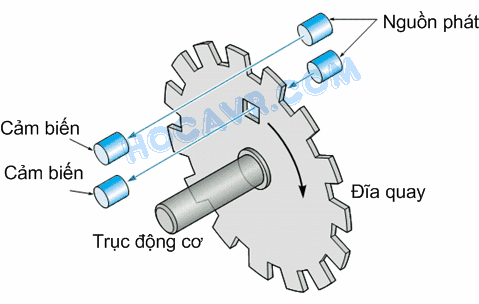 Nguồn phát
HOCAVR.COM
Cảm biến
Cảm biến
Đĩa quay
Trục động cơ